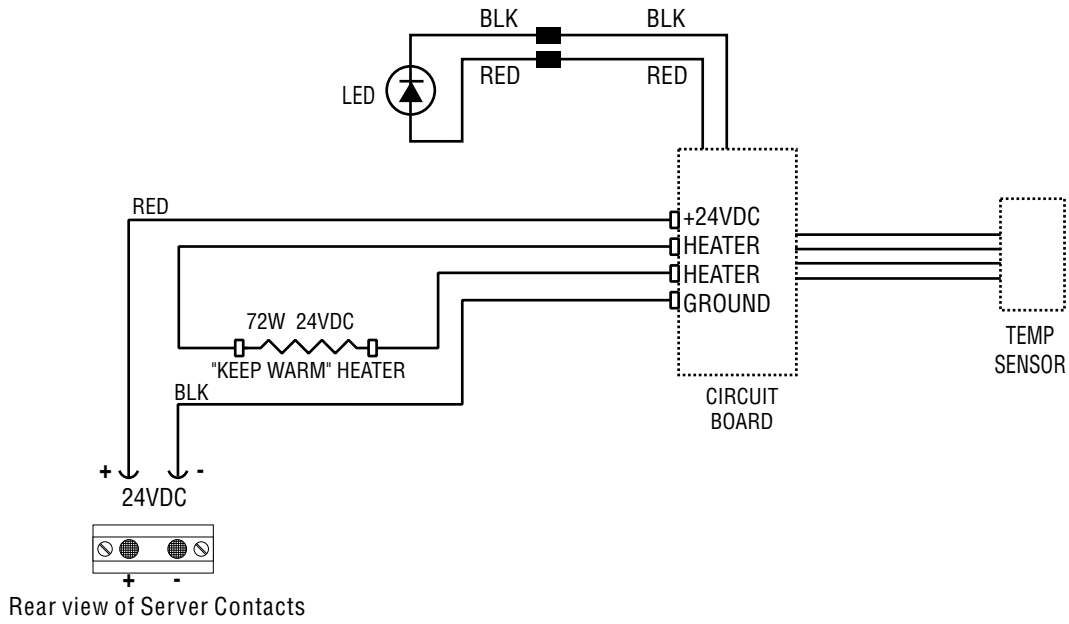 BLK BLK
RED RED
LED
RED
+24VDC
HEATER
HEATER
GROUND
72W 24VDC
"KEEP WARM" HEATER
BLK
TEMP
SENSOR
CIRCUIT
BOARD
+ -
24VDC
+ -
Rear view of Server Contacts